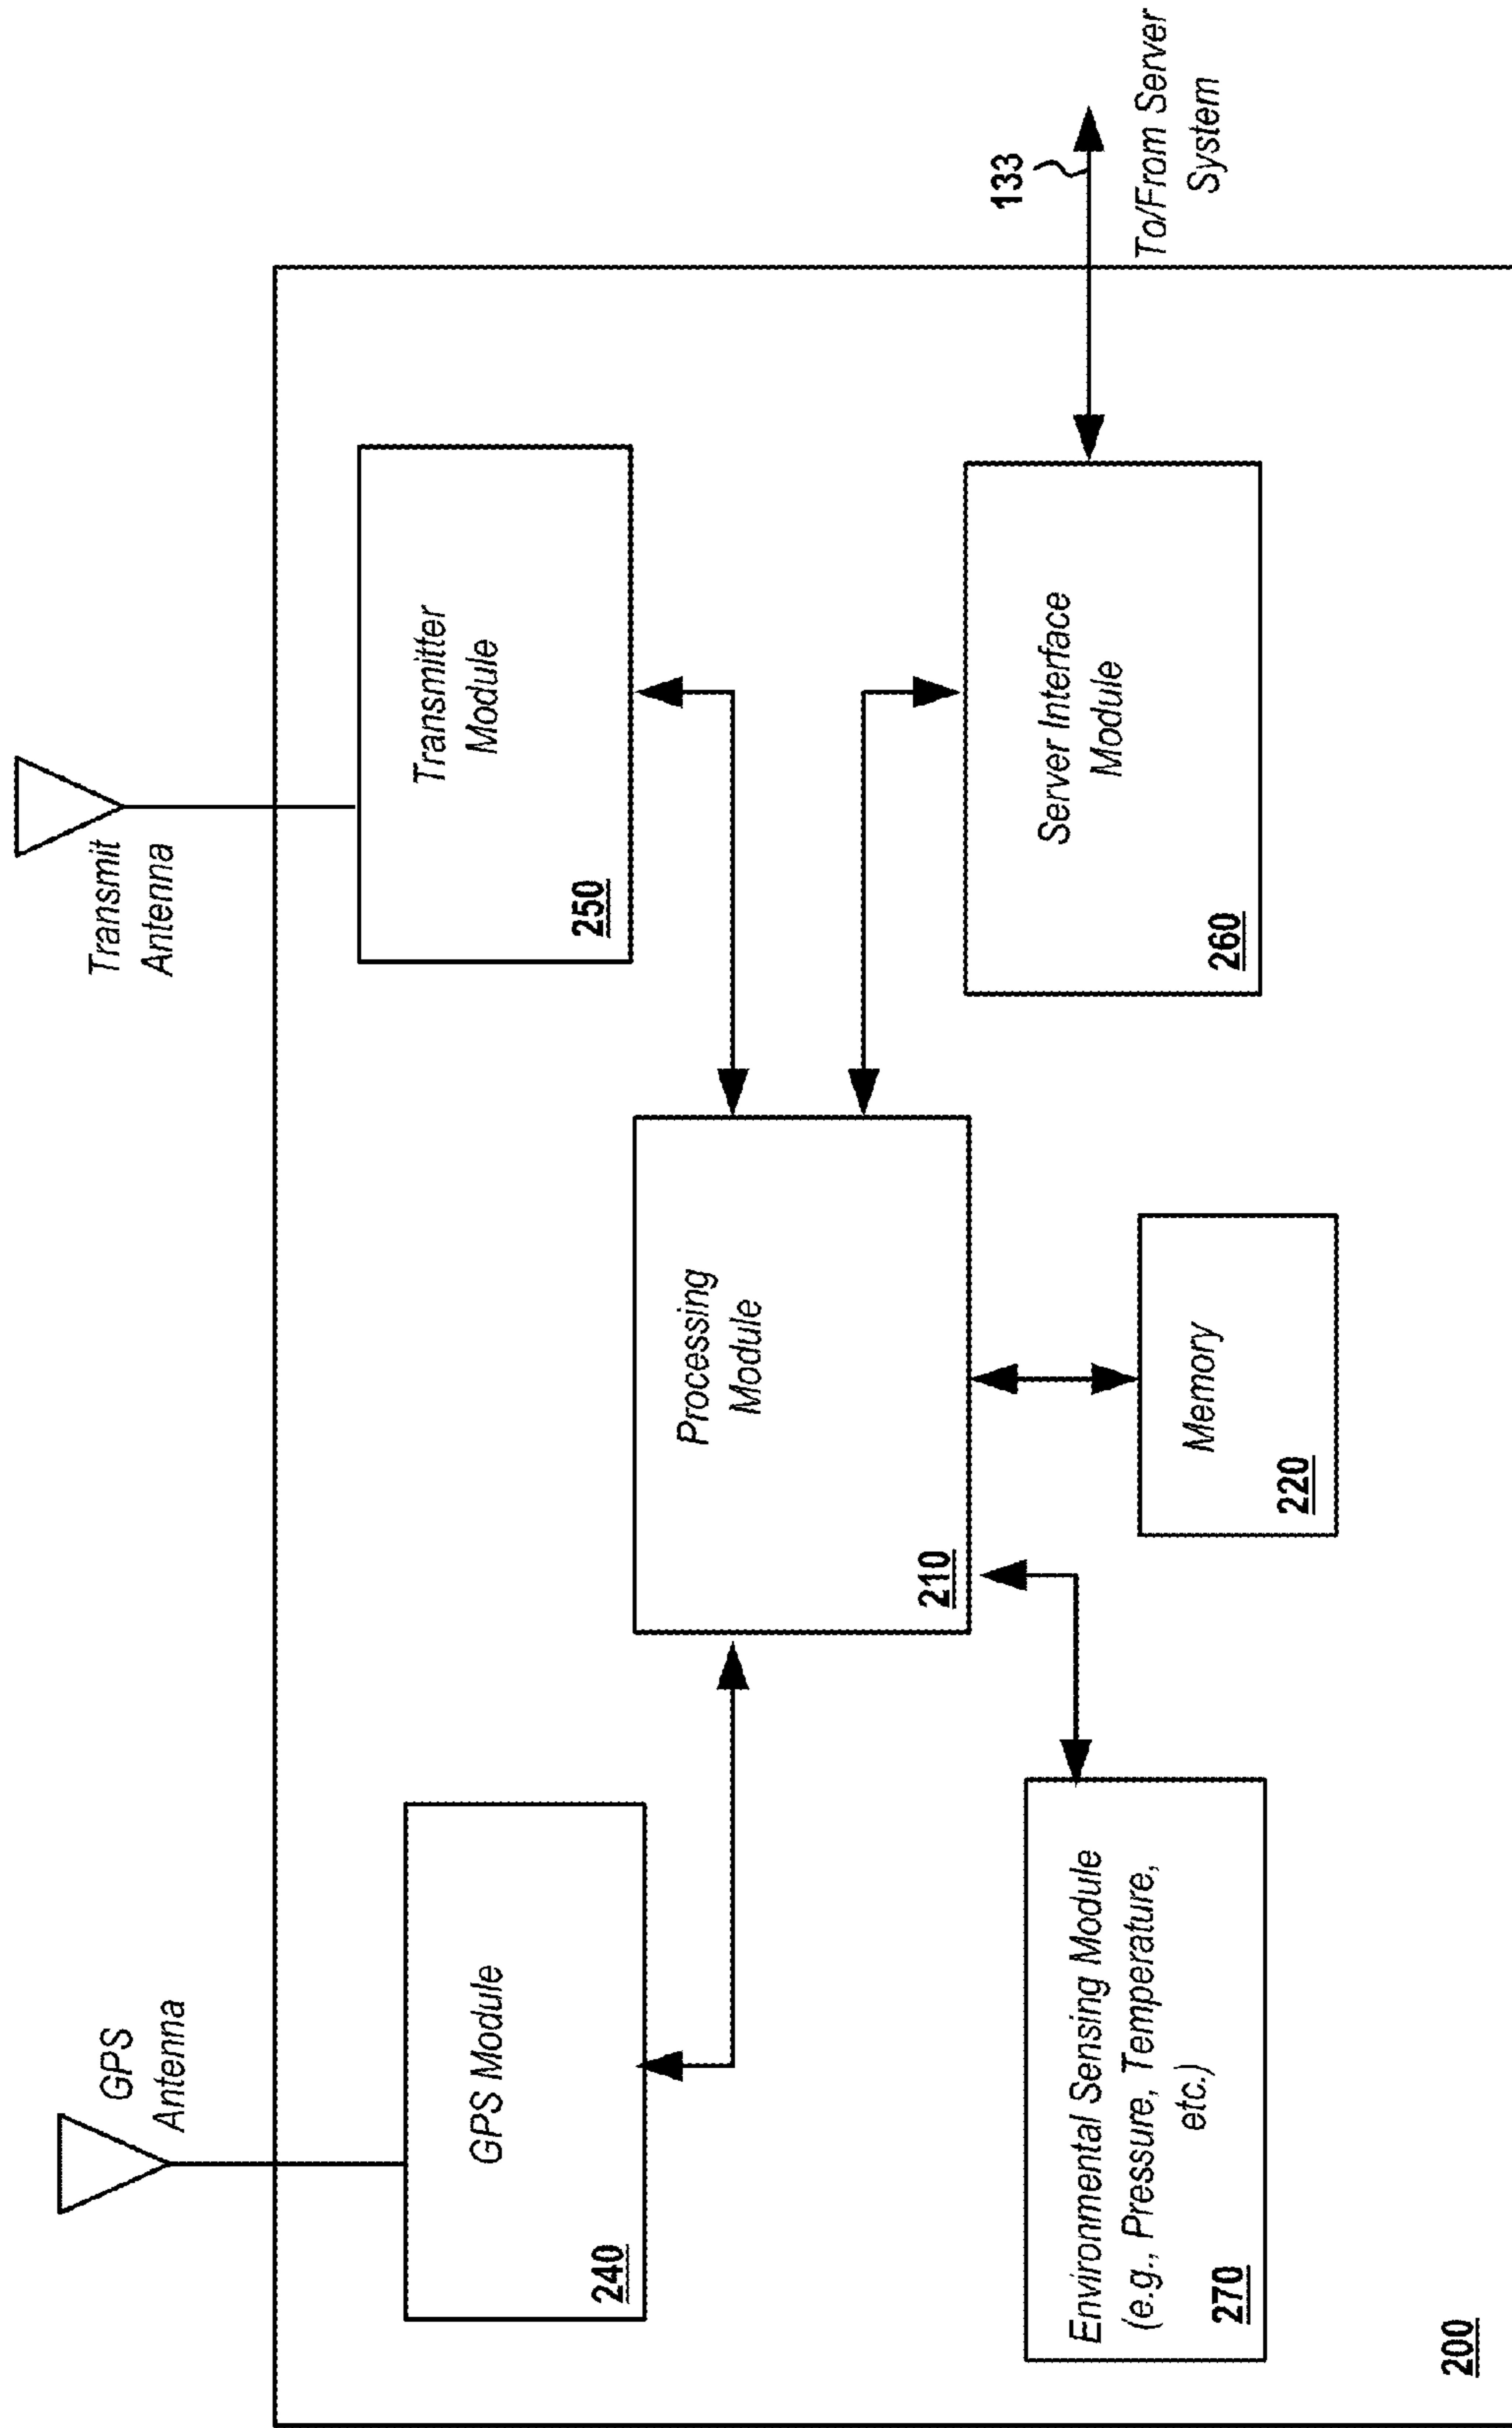 GPS
Antenna
Transmit
Antenna
GPS Module
240
Transmitter
Module
250
Processing
Module
210
133
To/From Server
System
Environmental Sensing Module
(e.g., Pressure, Temperature,
etc.)
270
Memory
220
Server Interface
Module
260
200